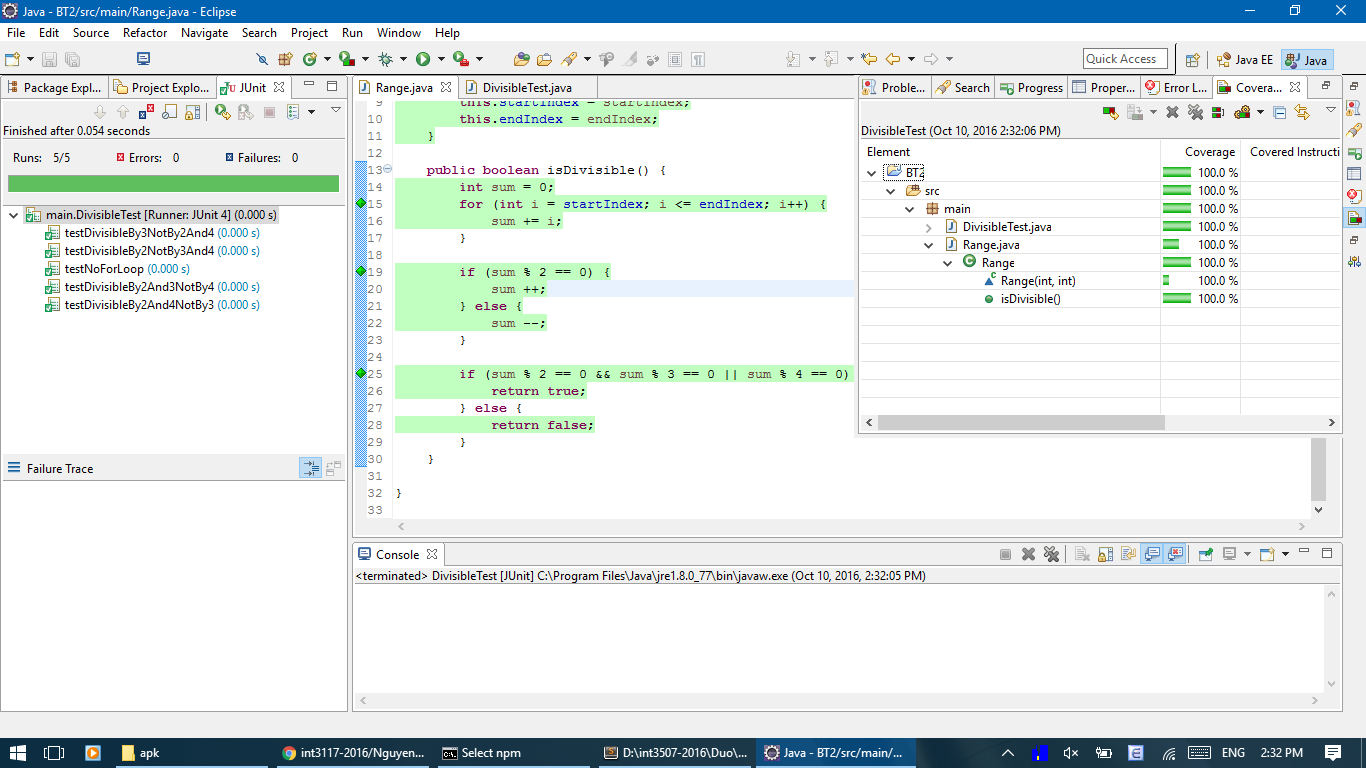 Java - BT2/src/main/Range.java - Eclipse
File Edit Source Refactor Navigate Search Project Run Window Help
Quick Access
Java EE
Java
Package Expl...
Project Explo...
JUnit
Finished after 0.054 seconds
Runs: 5/5 Errors: 0 Failures: 0
main.DivisibleTest [Runner: JUnit 4] (0.000 s)
testDivisibleBy3NotBy2And4 (0.000 s)
testDivisibleBy2NotBy3And4 (0.000 s)
testNoForLoop (0.000 s)
testDivisibleBy2And3NotBy4 (0.000 s)
testDivisibleBy2And4NotBy3 (0.000 s)
Failure Trace
Range.java
DivisibleTest.java
9 this.startIndex = startIndex;
10 this.endIndex = endIndex;
11 }
12
13 public boolean isDivisible() {
14 int sum = 0;
15 for (int i = startIndex; i <= endIndex; i++) {
16 sum += i;
17 }
18
19 if (sum % 2 == 0) {
20 sum ++;
21 } else {
22 sum --;
23 }
24
25 if (sum % 2 == 0 && sum % 3 == 0 || sum % 4 == 0)
26 return true;
27 } else {
28 return false;
29 }
30 }
31
32 }
33
Proble...
Search
Progress
Proper...
Error L...
Covera...
DivisibleTest (Oct 10, 2016 2:32:06 PM)
Element Coverage Covered Instructi
BT2 100.0 %
src 100.0 %
main 100.0 %
DivisibleTest.java 100.0 %
Range.java 100.0 %
Range 100.0 %
Range(int, int) 100.0 %
isDivisible() 100.0 %
Console
<terminated> DivisibleTest [JUnit] C:\Program Files\Java\jre1.8.0_77\bin\javaw.exe (Oct 10, 2016, 2:32:05 PM)
apk
int3117-2016/Nguyen...
Select npm
D:\int3507-2016\Duo\...
Java - BT2/src/main/...
ENG
2:32 PM